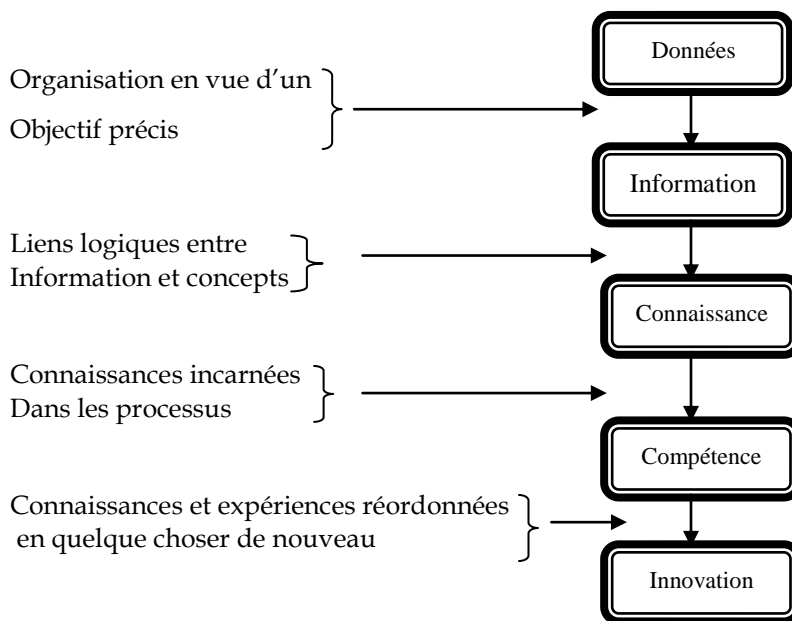 Données
Organisation en vue d’un
Objectif précis
Information
Liens logiques entre
Information et concepts
Connaissance
Connaissances incarnées
Dans les processus
Compétence
Connaissances et expériences réordonnées
en quelque choser de nouveau
Innovation